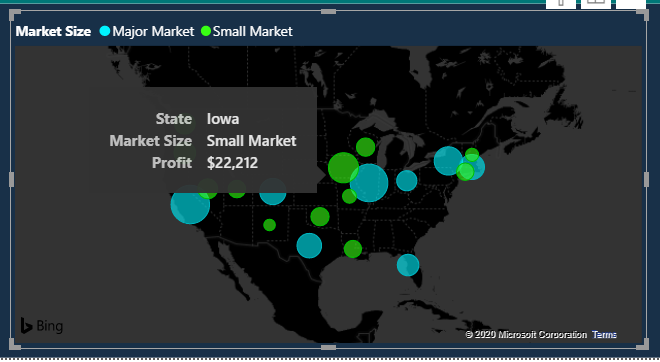 Market Size Major Market Small Market
State Iowa
Market Size Small Market
Profit $22,212
Bing
© 2020 Microsoft Corporation Terms